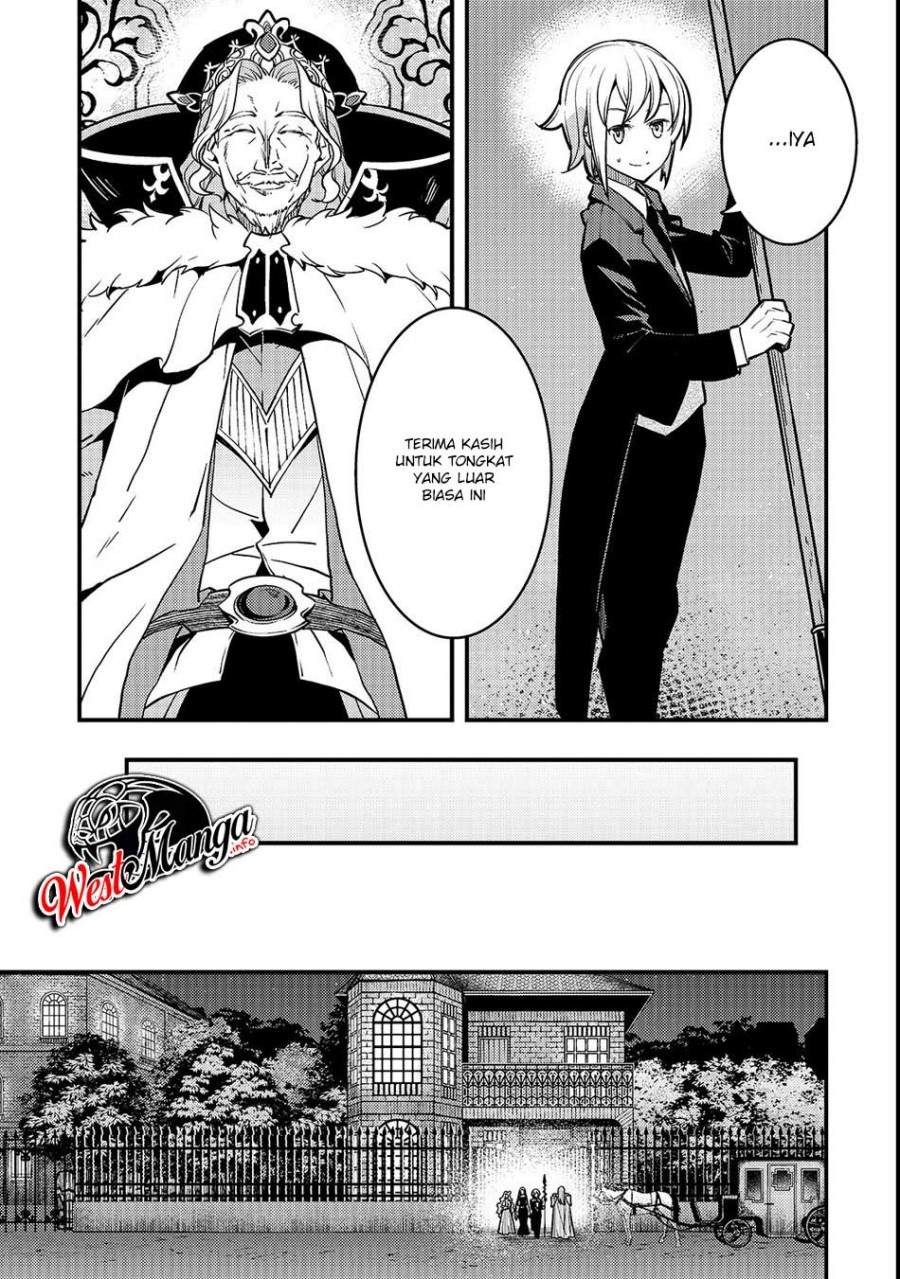 ...IYA
TERIMA KASIH
UNTUK TONGKAT
YANG LUAR
BIASA INI
WestManga
.info